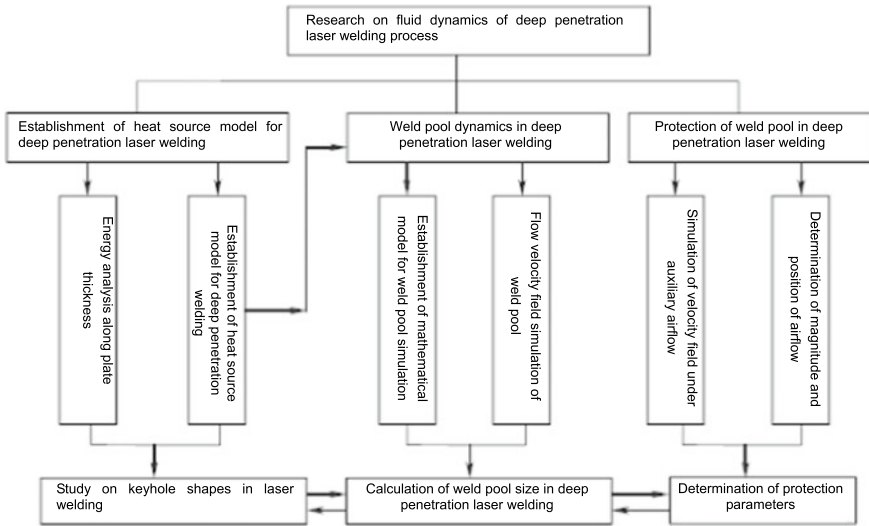 Research on fluid dynamics of deep penetration
laser welding process
Establishment of heat source model for
deep penetration laser welding
Weld pool dynamics in deep
penetration laser welding
Protection of weld pool in deep
penetration laser welding
Energy analysis along plate
thickness
Establishment of heat source
model for deep penetration
welding
Establishment of mathematical
model for weld pool simulation
Flow velocity field simulation of
weld pool
Simulation of velocity field under
auxiliary airflow
Determination of magnitude and
position of airflow
Study on keyhole shapes in laser
welding
Calculation of weld pool size in deep
penetration laser welding
Determination of protection
parameters